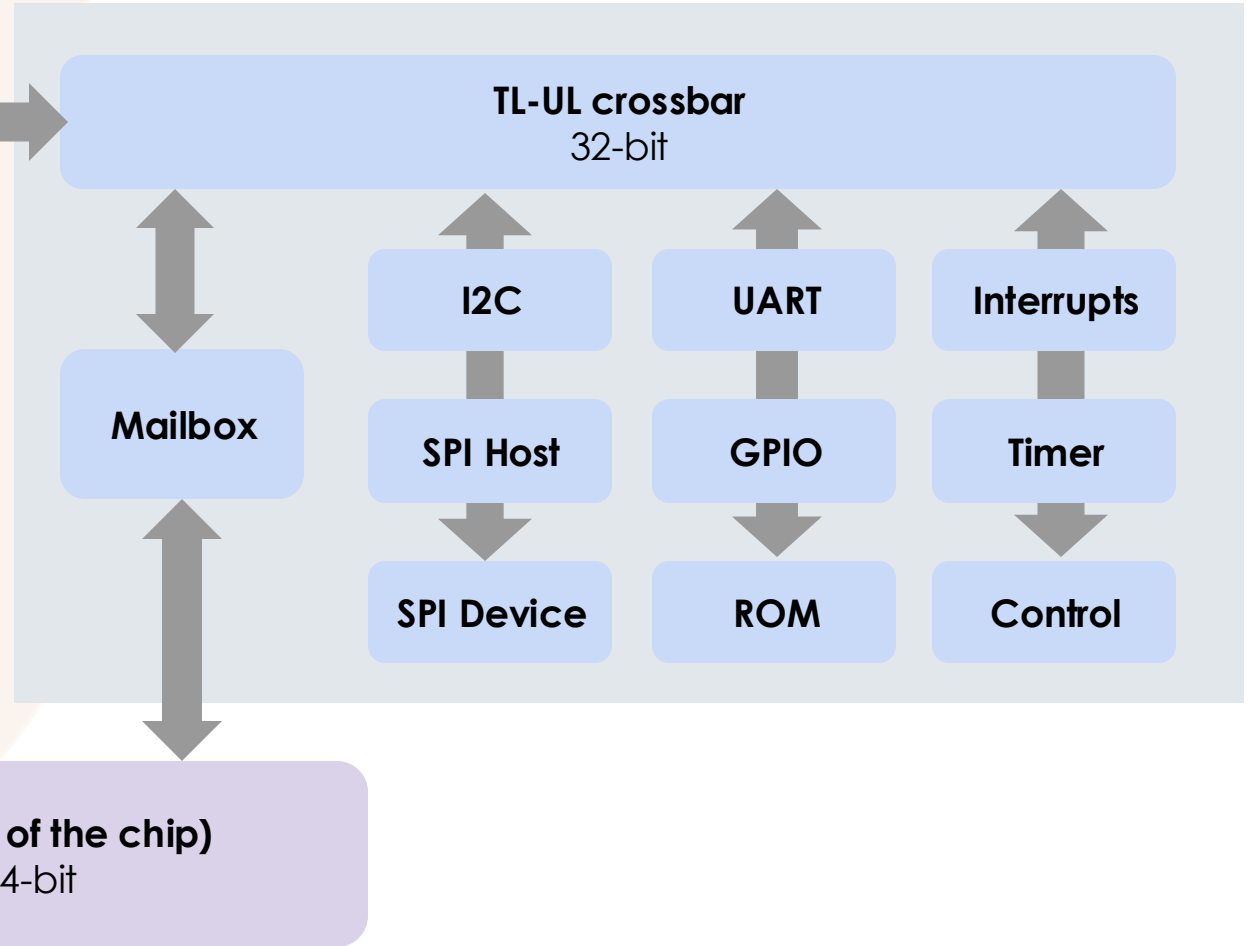 TL-UL crossbar
32-bit
I2C
UART
Interrupts
Mailbox
SPI Host
GPIO
Timer
SPI Device
ROM
Control
of the chip)
4-bit